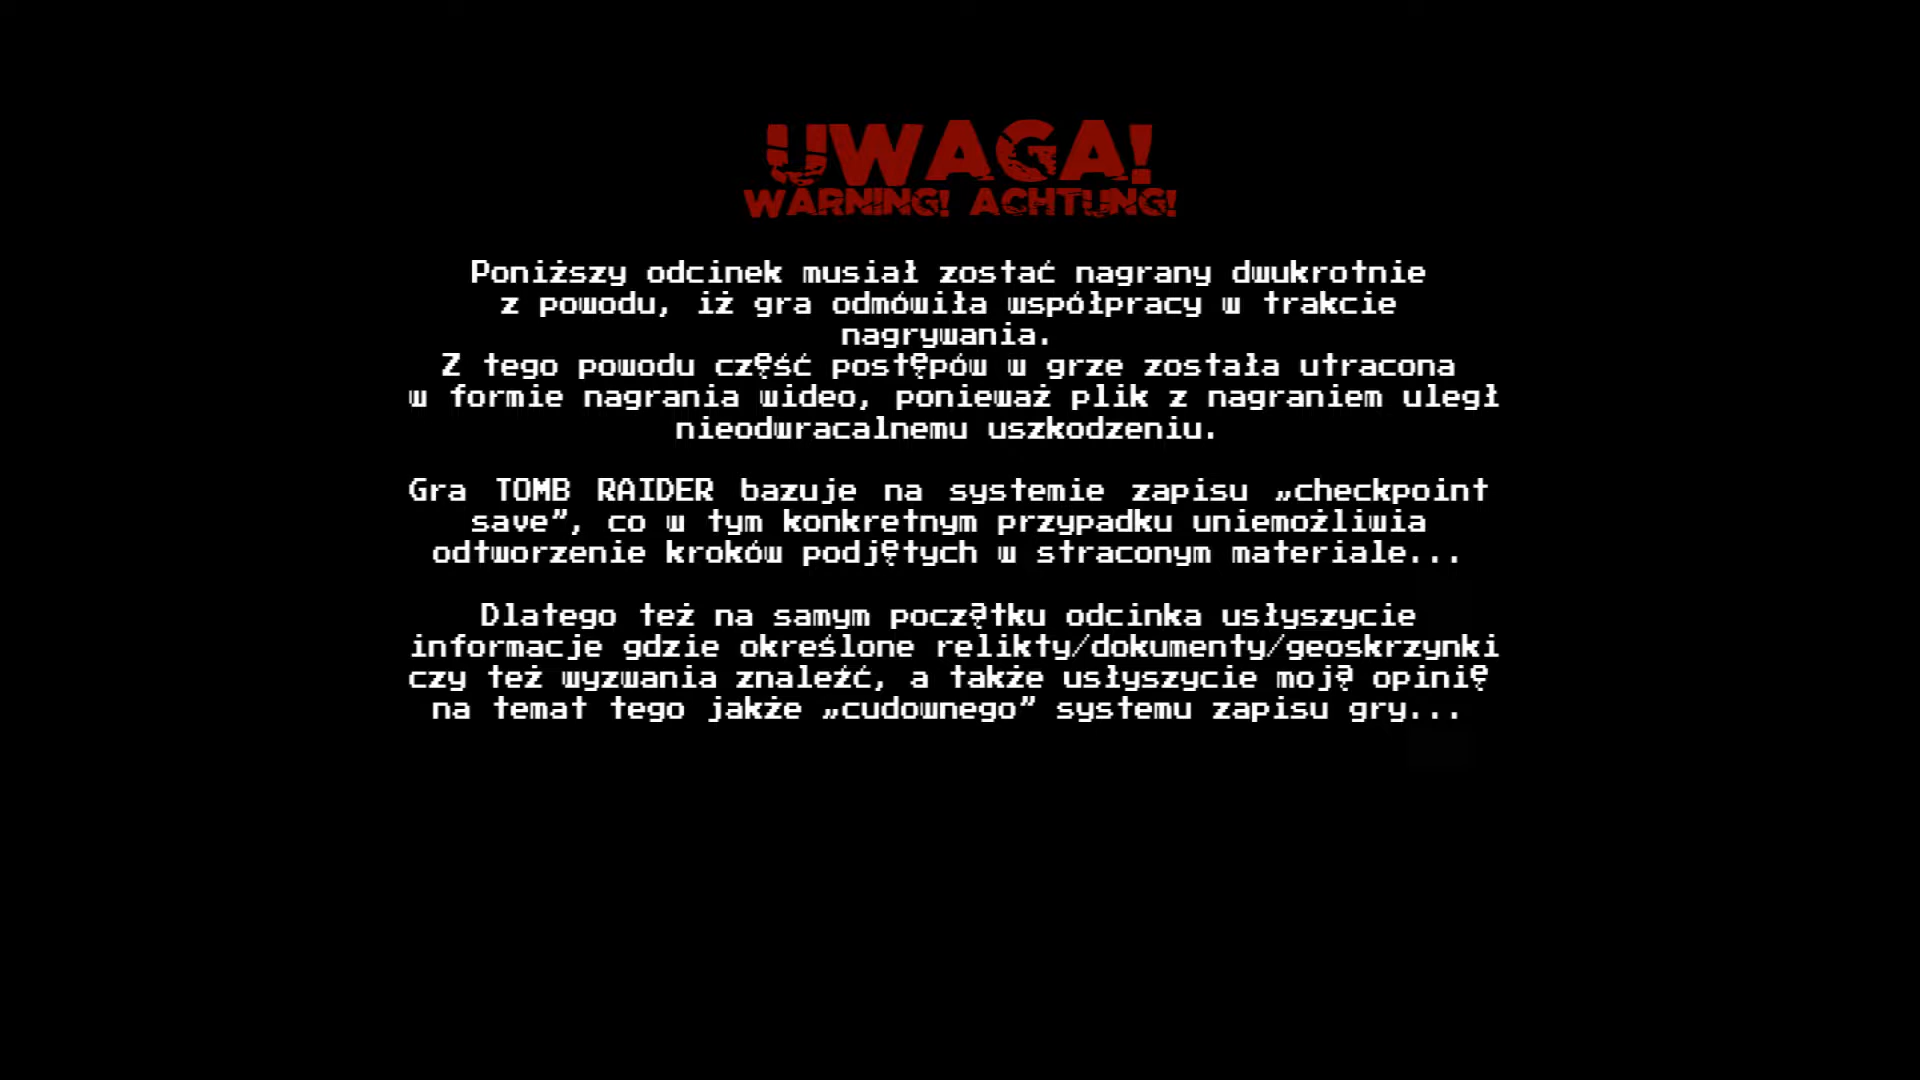 UWAGA!
WARNING! ACHTUNG!
Poniższy odcinek musiał zostać nagrany dwukrotnie
z powodu, iż gra odmówiła współpracy w trakcie
nagrywania.
Z tego powodu część postępów w grze została utracona
w formie nagrania wideo, ponieważ plik z nagraniem uległ
nieodwracalnemu uszkodzeniu.
Gra TOMB RAIDER bazuje na systemie zapisu „checkpoint
save”, co w tym konkretnym przypadku uniemożliwia
odtworzenie kroków podjętych w straconym materiale...
Dlatego też na samym początku odcinka usłyszycie
informacje gdzie określone relikty/dokumenty/geoskrzynki
czy też wyzwania znaleźć, a także usłyszycie moją opinię
na temat tego jakże „cudownego” systemu zapisu gry...